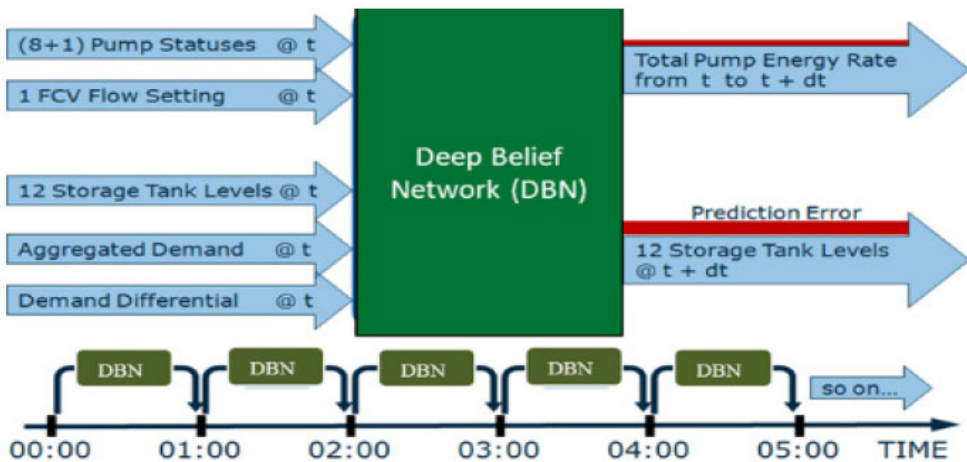 (8+1) Pump Statuses @ t
1 FCV Flow Setting @ t
12 Storage Tank Levels @ t
Aggregated Demand @ t
Demand Differential @ t
Deep Belief
Network (DBN)
Total Pump Energy Rate
from t to t + dt
Prediction Error
12 Storage Tank Levels
@ t + dt
DBN
DBN
DBN
DBN
DBN
so on...
00:00
01:00
02:00
03:00
04:00
05:00
TIME